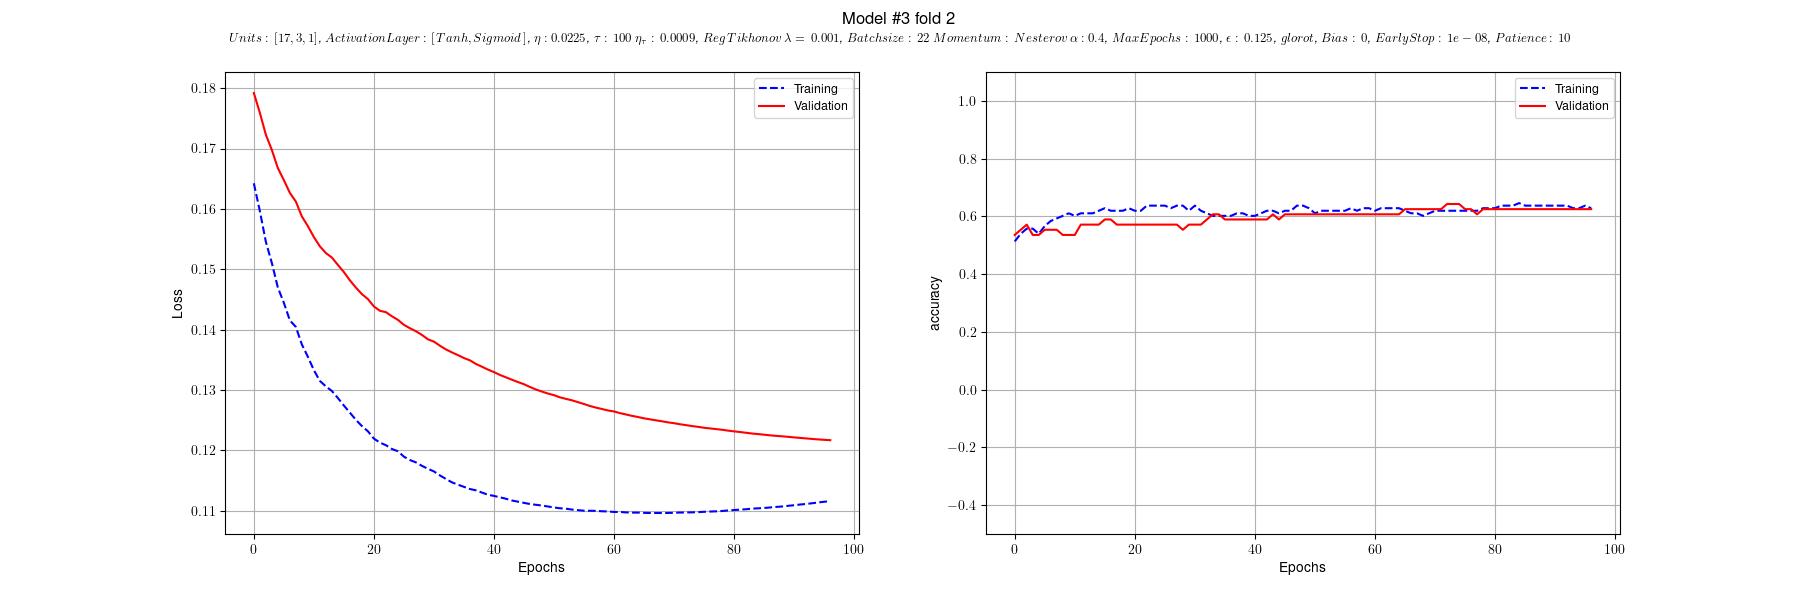 Model #3 fold 2
Units : [17, 3, 1], ActivationLayer : [Tanh, Sigmoid], η : 0.0225, τ : 100 ητ : 0.0009, RegTikhonov λ = 0.001, Batchsize : 22 Momentum : Nesterov α : 0.4, MaxEpochs : 1000, ϵ : 0.125, glorot, Bias : 0, EarlyStop : 1e − 08, Patience : 10
Training
Validation
0.18
0.17
0.16
0.15
0.14
0.13
0.12
0.11
Loss
0 20 40 60 80 100
Epochs
Training
Validation
1.0
0.8
0.6
0.4
0.2
0.0
−0.2
−0.4
accuracy
0 20 40 60 80 100
Epochs